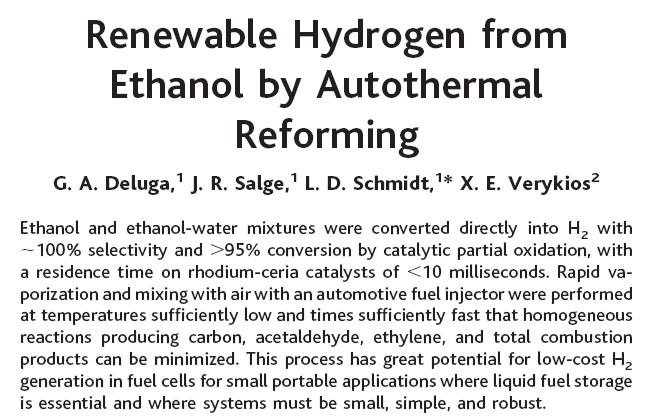 Renewable Hydrogen from
Ethanol by Autothermal
Reforming
G. A. Deluga,¹ J. R. Salge,¹ L. D. Schmidt,¹* X. E. Verykios²
Ethanol and ethanol-water mixtures were converted directly into H₂ with
~100% selectivity and >95% conversion by catalytic partial oxidation, with
a residence time on rhodium-ceria catalysts of <10 milliseconds. Rapid va-
porization and mixing with air with an automotive fuel injector were performed
at temperatures sufficiently low and times sufficiently fast that homogeneous
reactions producing carbon, acetaldehyde, ethylene, and total combustion
products can be minimized. This process has great potential for low-cost H₂
generation in fuel cells for small portable applications where liquid fuel storage
is essential and where systems must be small, simple, and robust.